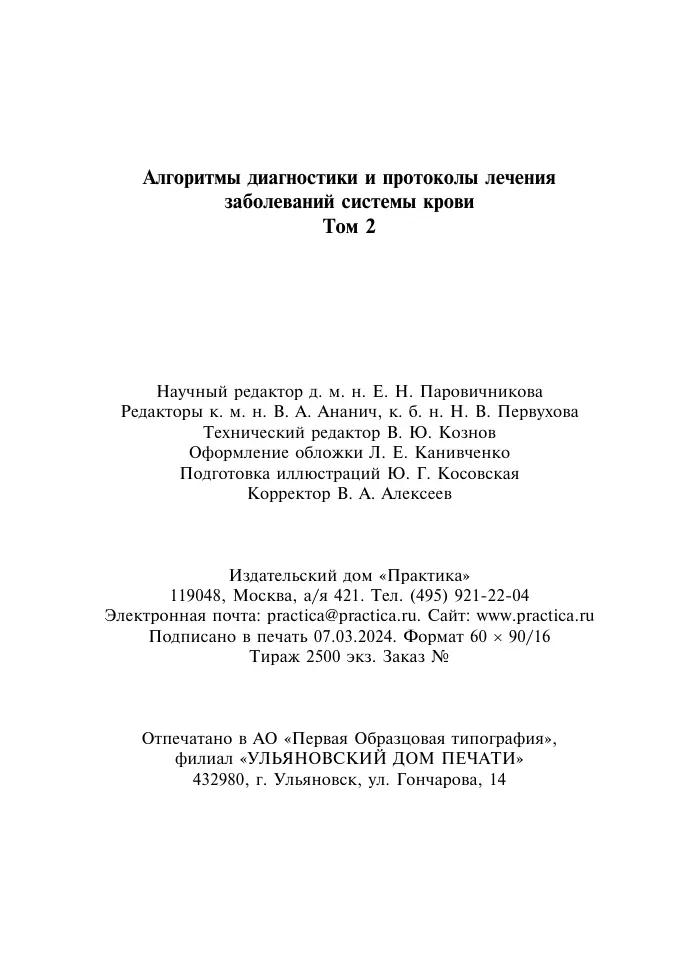 Алгоритмы диагностики и протоколы лечения
заболеваний системы крови
Том 2
Научный редактор д. м. н. Е. Н. Паровичникова
Редакторы к. м. н. В. А. Ананич, к. б. н. Н. В. Первухова
Технический редактор В. Ю. Кознов
Оформление обложки Л. Е. Канивченко
Подготовка иллюстраций Ю. Г. Косовская
Корректор В. А. Алексеев
Издательский дом «Практика»
119048, Москва, а/я 421. Тел. (495) 921-22-04
Электронная почта: practica@practica.ru. Сайт: www.practica.ru
Подписано в печать 07.03.2024. Формат 60 × 90/16
Тираж 2500 экз. Заказ №
Отпечатано в АО «Первая Образцовая типография»,
филиал «УЛЬЯНОВСКИЙ ДОМ ПЕЧАТИ»
432980, г. Ульяновск, ул. Гончарова, 14